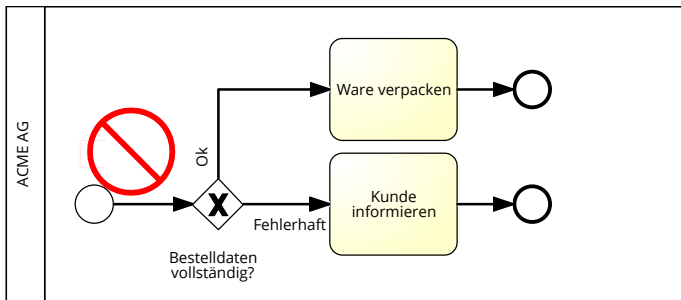 ACME AG
Ok
Ware verpacken
Kunde
informieren
Fehlerhaft
Bestelldaten
vollständig?